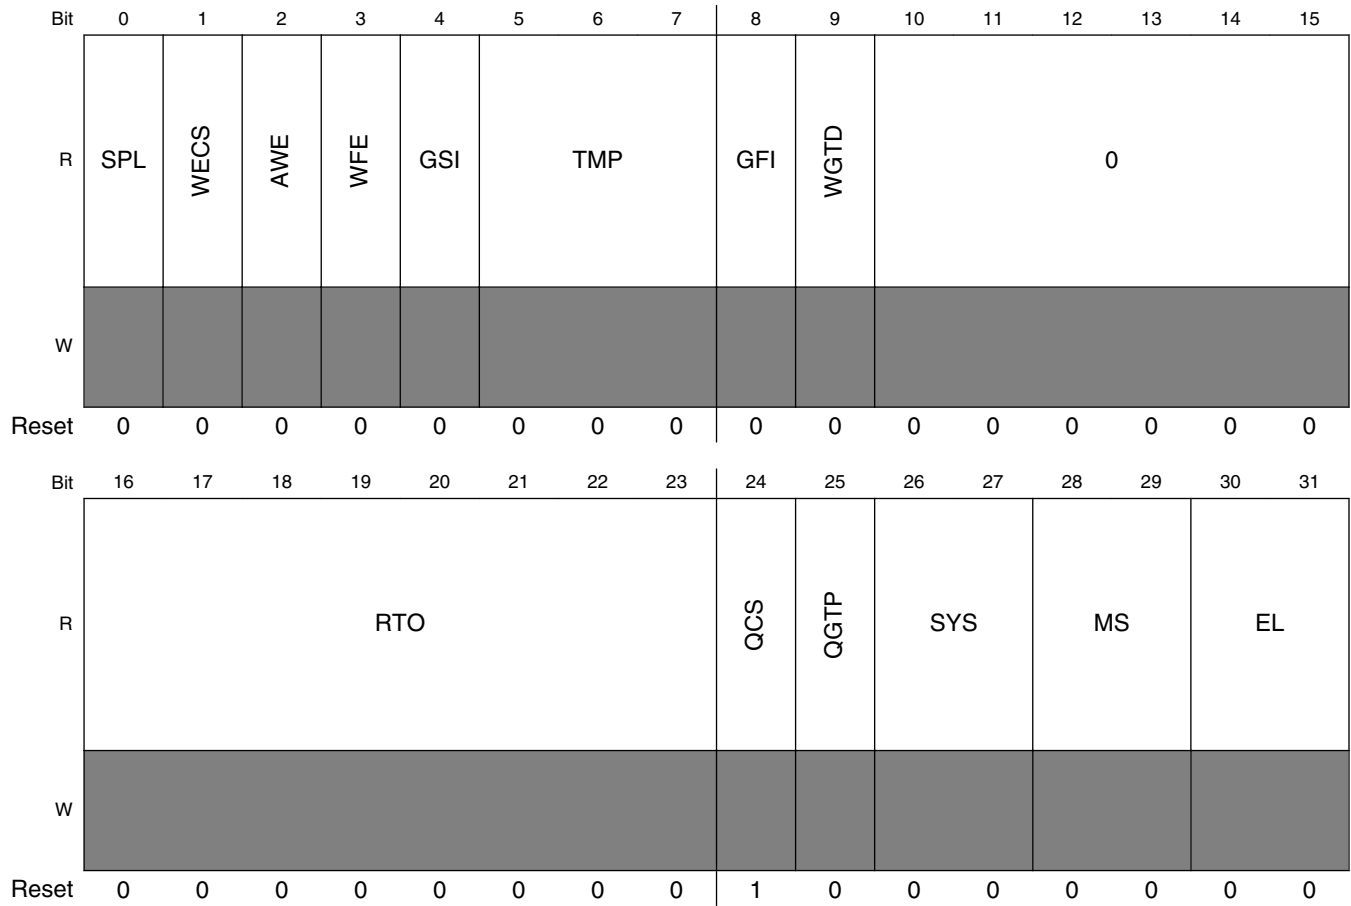 Bit 0 1 2 3 4 5 6 7 8 9 10 11 12 13 14 15
R SPL WECS AWE WFE GSI TMP GFI WGTD 0
W
Reset 0 0 0 0 0 0 0 0 0 0 0 0 0 0 0 0
Bit 16 17 18 19 20 21 22 23 24 25 26 27 28 29 30 31
R RTO QCS QGTP SYS MS EL
W
Reset 0 0 0 0 0 0 0 0 1 0 0 0 0 0 0 0